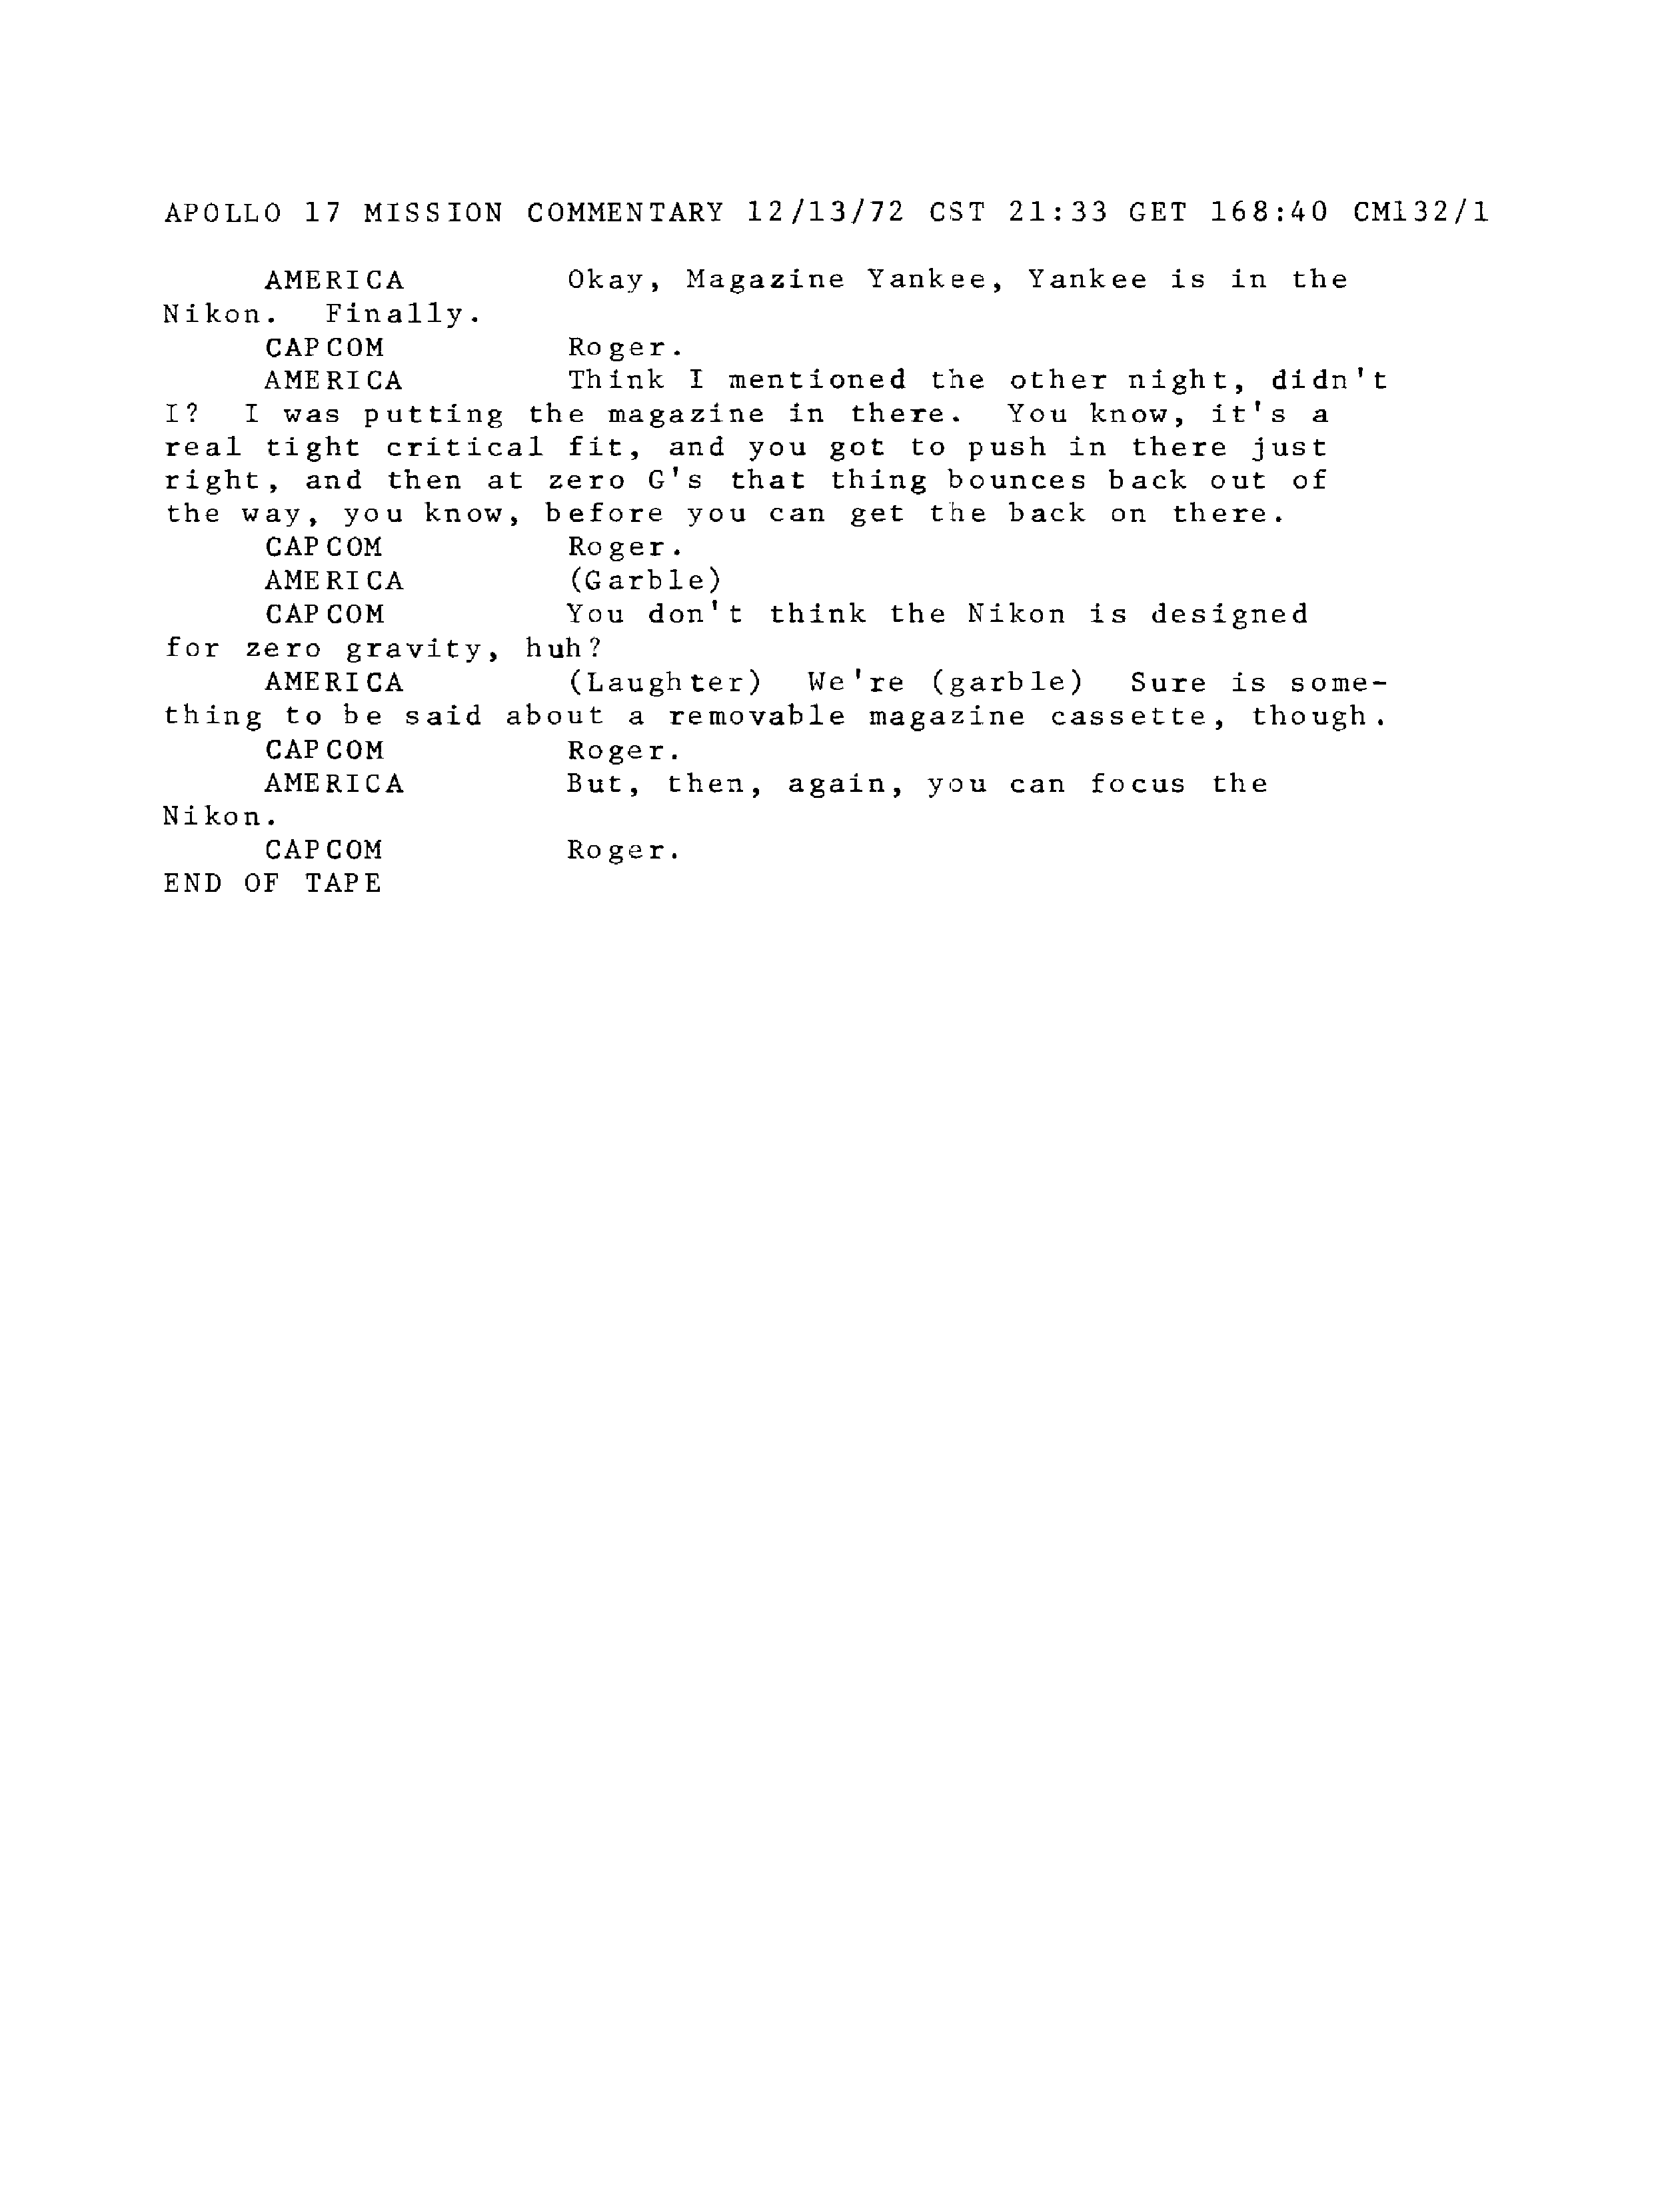 APOLLO 17 MISSION COMMENTARY 12/13/72 CST 21:33 GET 168:40 CM132/1
AMERICA Okay, Magazine Yankee, Yankee is in the
Nikon. Finally.
CAPCOM Roger.
AMERICA Think I mentioned the other night, didn't
I? I was putting the magazine in there. You know, it's a
real tight critical fit, and you got to push in there just
right, and then at zero G's that thing bounces back out of
the way, you know, before you can get the back on there.
CAPCOM Roger.
AMERICA (Garble)
CAPCOM You don't think the Nikon is designed
for zero gravity, huh?
AMERICA (Laughter) We're (garble) Sure is some-
thing to be said about a removable magazine cassette, though.
CAPCOM Roger.
AMERICA But, then, again, you can focus the
Nikon.
CAPCOM Roger.
END OF TAPE